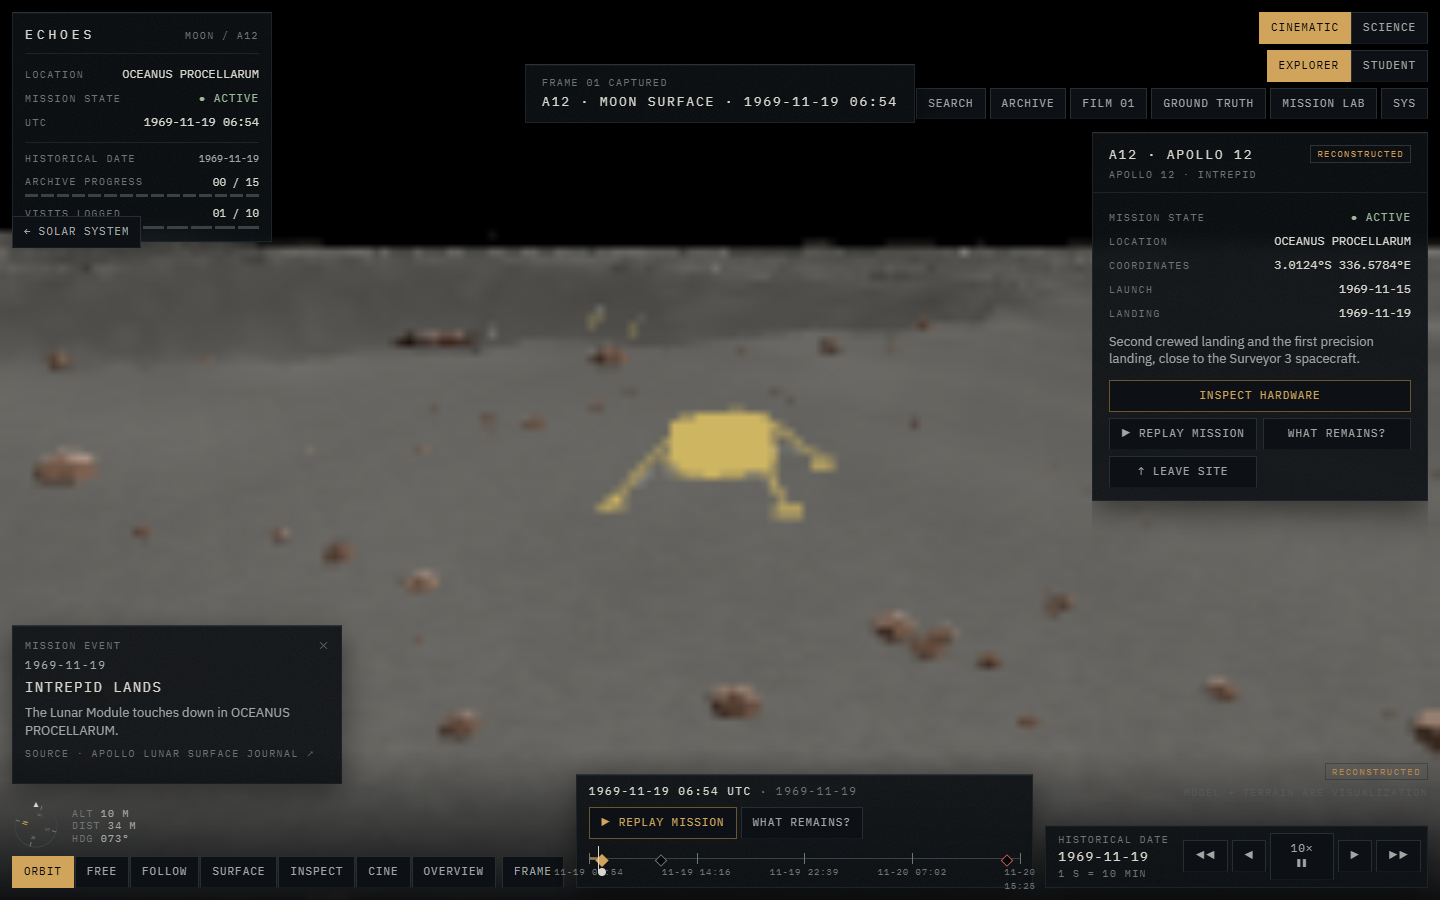 ECHOES MOON / A12
LOCATION OCEANUS PROCELLARUM
MISSION STATE ● ACTIVE
UTC 1969-11-19 06:54
HISTORICAL DATE 1969-11-19
ARCHIVE PROGRESS 00 / 15
VISITS LOGGED 01 / 10
← SOLAR SYSTEM
FRAME 01 CAPTURED
A12 · MOON SURFACE · 1969-11-19 06:54
CINEMATIC SCIENCE
EXPLORER STUDENT
SEARCH ARCHIVE FILM 01 GROUND TRUTH MISSION LAB SYS
A12 · APOLLO 12 RECONSTRUCTED
APOLLO 12 · INTREPID
MISSION STATE ● ACTIVE
LOCATION OCEANUS PROCELLARUM
COORDINATES 3.0124°S 336.5784°E
LAUNCH 1969-11-15
LANDING 1969-11-19
Second crewed landing and the first precision
landing, close to the Surveyor 3 spacecraft.
INSPECT HARDWARE
▶ REPLAY MISSION WHAT REMAINS?
↑ LEAVE SITE
MISSION EVENT ×
1969-11-19
INTREPID LANDS
The Lunar Module touches down in OCEANUS
PROCELLARUM.
SOURCE · APOLLO LUNAR SURFACE JOURNAL ↗
ALT 10 M
DIST 34 M
HDG 073°
ORBIT FREE FOLLOW SURFACE INSPECT CINE OVERVIEW FRAME
1969-11-19 06:54 UTC · 1969-11-19
▶ REPLAY MISSION WHAT REMAINS?
11-19 14:16 11-19 22:39 11-20 07:02 11-20
15:25
RECONSTRUCTED
HISTORICAL DATE
1969-11-19
1 S = 10 MIN
◀◀ ◀ 10× ▮▮ ▶ ▶▶